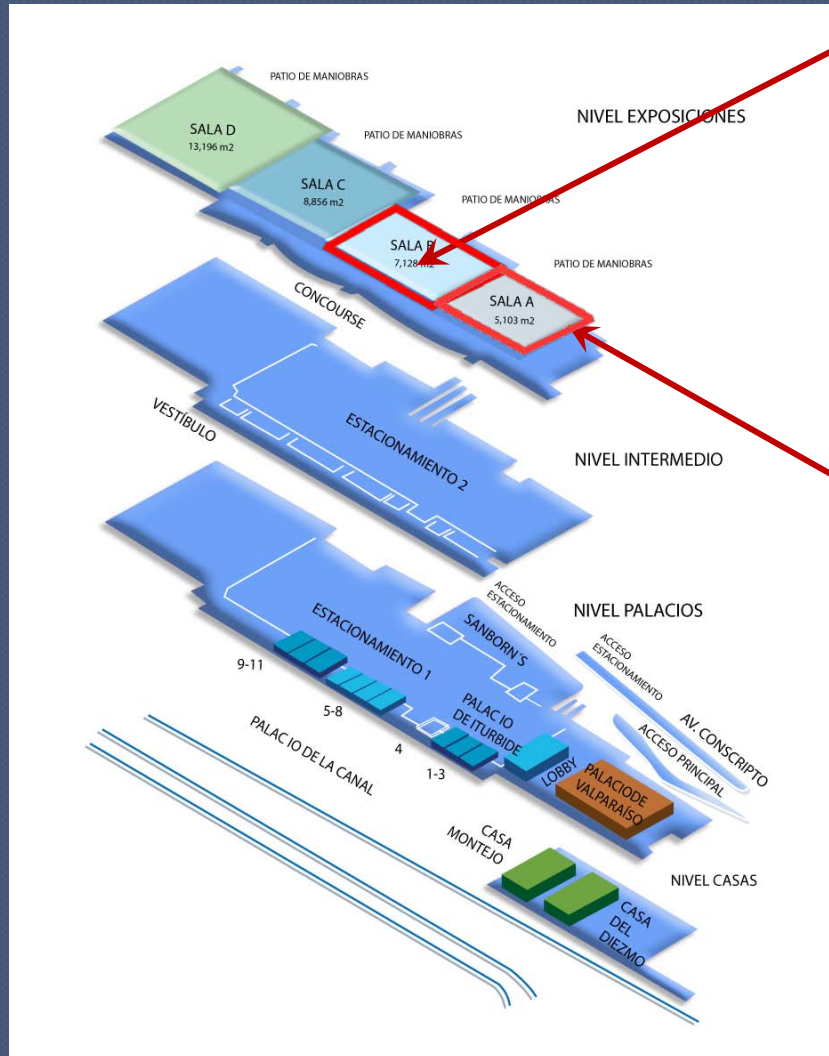 PATIO DE MANIOBRAS
NIVEL EXPOSICIONES
SALA D
13,196 m2
PATIO DE MANIOBRAS
SALA C
8,856 m2
PATIO DE MANIOBRAS
SALA B
7,128 m2
PATIO DE MANIOBRAS
SALA A
5,103 m2
CONCOURSE
VESTÍBULO
ESTACIONAMIENTO 2
NIVEL INTERMEDIO
ACCESO
ESTACIONAMIENTO
NIVEL PALACIOS
SANBORN´S
ACCESO
ESTACIONAMIENTO
ESTACIONAMIENTO 1
9-11
5-8
4
1-3
PALAC IO DE LA CANAL
PALAC IO
DE ITURBIDE
LOBBY
PALACIODE
VALPARAÍSO
ACCESO PRINCIPAL
AV. CONSCRIPTO
CASA
MONTEJO
NIVEL CASAS
CASA
DEL
DIEZMO